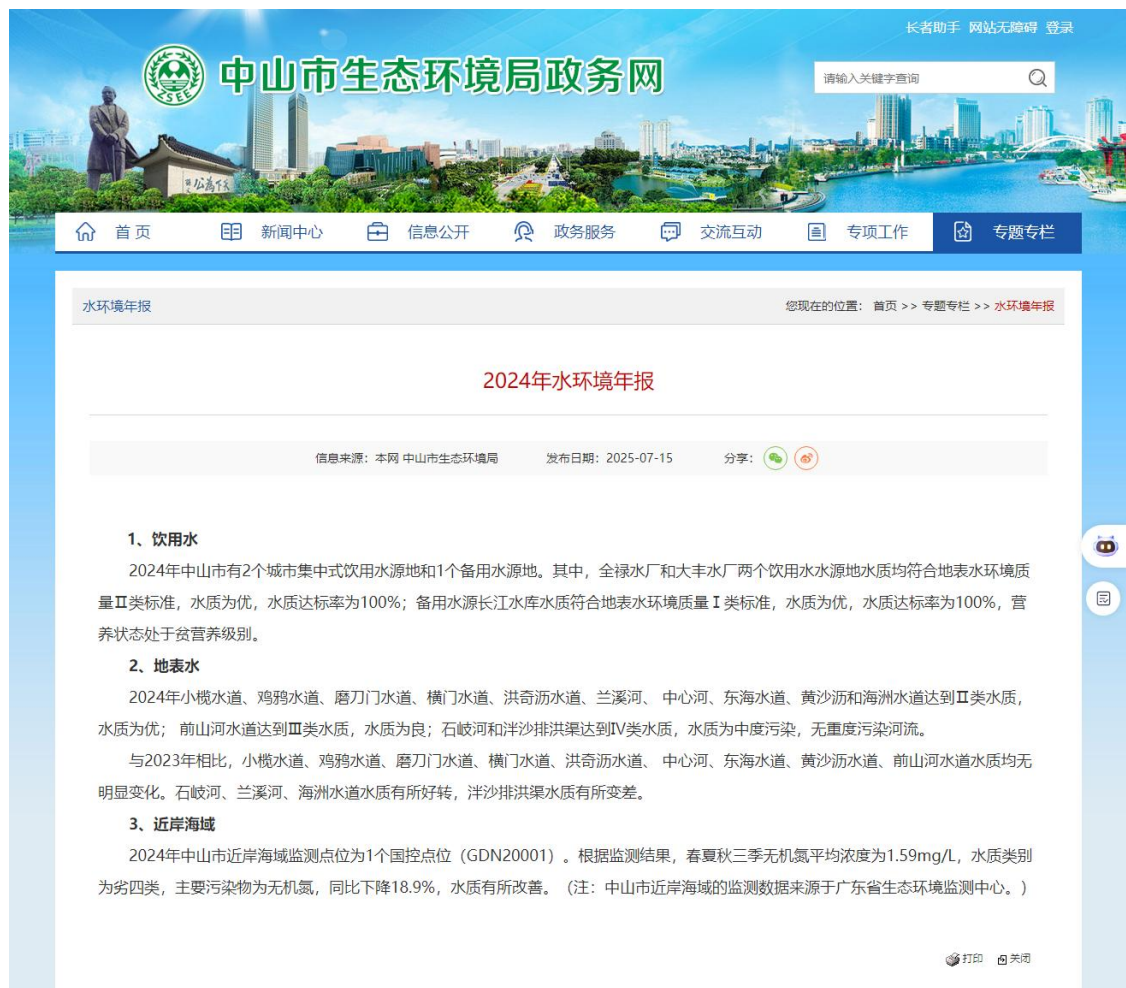 长者助手 网站无障碍 登录
ZSEE
中山市生态环境局政务网
请输入关键字查询
首页 新闻中心 信息公开 政务服务 交流互动 专项工作 专题专栏
水环境年报
您现在的位置： 首页 >> 专题专栏 >> 水环境年报
2024年水环境年报
信息来源：本网 中山市生态环境局 发布日期：2025-07-15 分享：
1、饮用水
2024年中山市有2个城市集中式饮用水源地和1个备用水源地。其中，全禄水厂和大丰水厂两个饮用水水源地水质均符合地表水环境质
量Ⅱ类标准，水质为优，水质达标率为100%；备用水源长江水库水质符合地表水环境质量Ⅰ类标准，水质为优，水质达标率为100%，营
养状态处于贫营养级别。
2、地表水
2024年小榄水道、鸡鸦水道、磨刀门水道、横门水道、洪奇沥水道、兰溪河、 中心河、东海水道、黄沙沥和海洲水道达到Ⅱ类水质，
水质为优； 前山河水道达到Ⅲ类水质，水质为良；石岐河和泮沙排洪渠达到Ⅳ类水质，水质为中度污染，无重度污染河流。
与2023年相比，小榄水道、鸡鸦水道、磨刀门水道、横门水道、洪奇沥水道、 中心河、东海水道、黄沙沥水道、前山河水道水质均无
明显变化。石岐河、兰溪河、海洲水道水质有所好转，泮沙排洪渠水质有所变差。
3、近岸海域
2024年中山市近岸海域监测点位为1个国控点位（GDN20001）。根据监测结果，春夏秋三季无机氮平均浓度为1.59mg/L，水质类别
为劣四类，主要污染物为无机氮，同比下降18.9%，水质有所改善。（注：中山市近岸海域的监测数据来源于广东省生态环境监测中心。）
打印 关闭